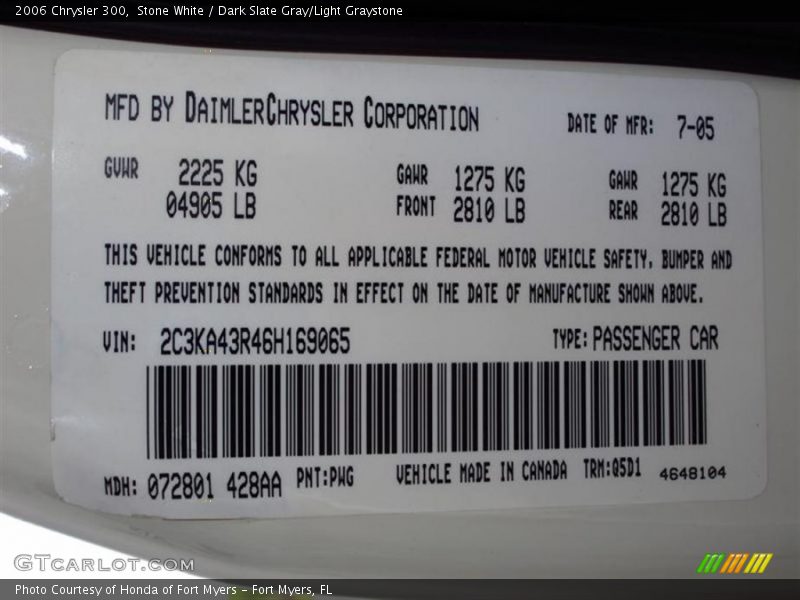 2006 Chrysler 300, Stone White / Dark Slate Gray/Light Graystone
MFD BY DAIMLERCHRYSLER CORPORATION DATE OF MFR: 7-05
GVWR 2225 KG GAWR 1275 KG GAWR 1275 KG
04905 LB FRONT 2810 LB REAR 2810 LB
THIS VEHICLE CONFORMS TO ALL APPLICABLE FEDERAL MOTOR VEHICLE SAFETY, BUMPER AND
THEFT PREVENTION STANDARDS IN EFFECT ON THE DATE OF MANUFACTURE SHOWN ABOVE.
VIN: 2C3KA43R46H169065 TYPE: PASSENGER CAR
MDH: 072801 428AA PNT:PWG VEHICLE MADE IN CANADA TRM:Q5D1 4648104
GTCARLOT.COM
Photo Courtesy of Honda of Fort Myers - Fort Myers, FL